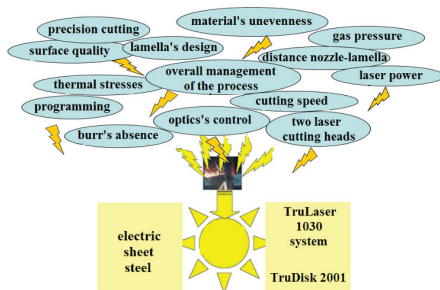 material's unevenness
precision cutting
gas pressure
surface quality
lamella's design
distance nozzle-lamella
overall management
of the process
laser power
thermal stresses
programming
cutting speed
burr's absence
optics's control
two laser
cutting heads
electric
sheet
steel
TruLaser
1030
system
TruDisk 2001